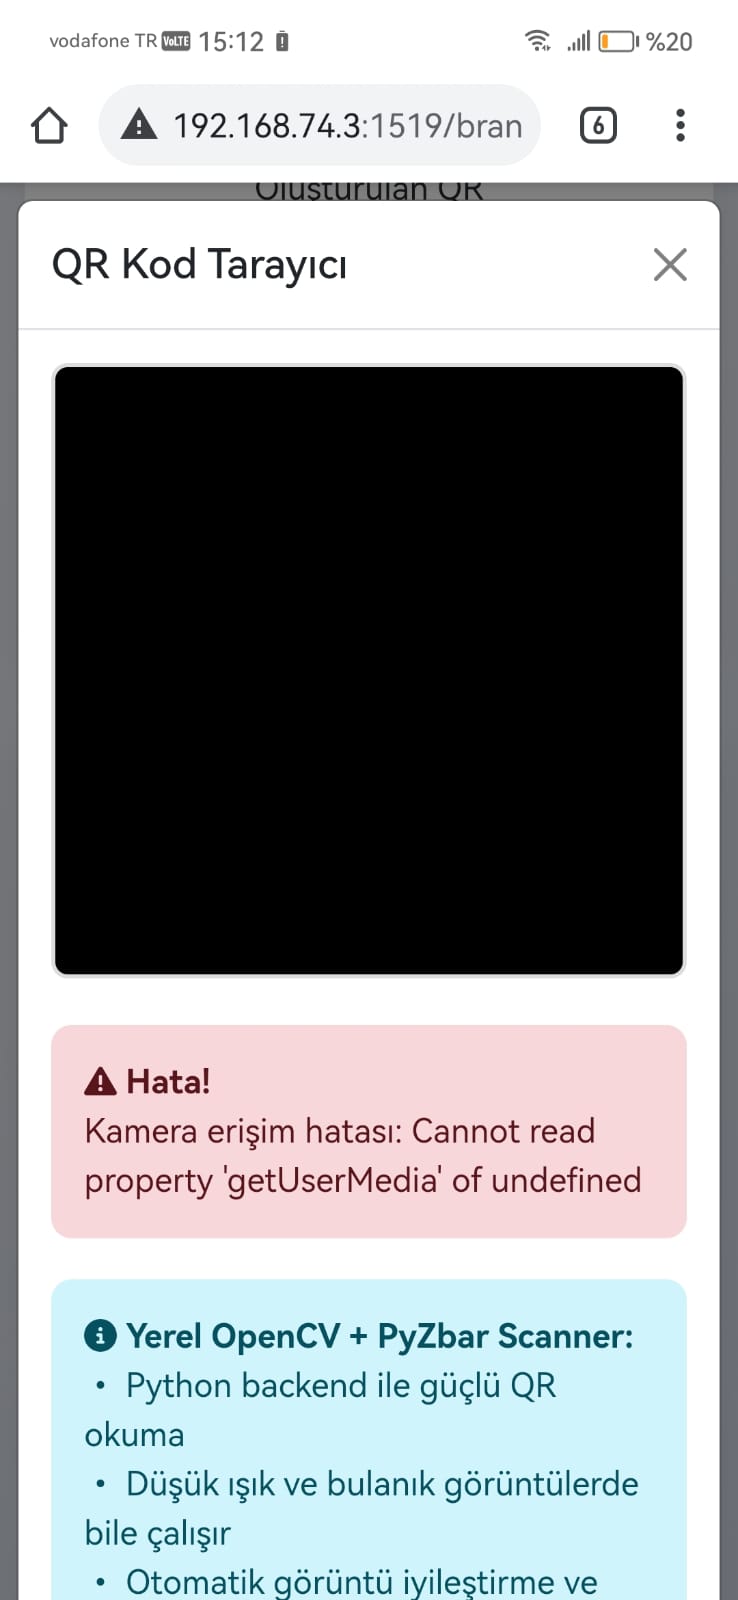 vodafone TR VoLTE 15:12 %20
192.168.74.3:1519/bran 6
Oluşturulan QR
QR Kod Tarayıcı
Hata!
Kamera erişim hatası: Cannot read
property 'getUserMedia' of undefined
Yerel OpenCV + PyZbar Scanner:
• Python backend ile güçlü QR
okuma
• Düşük ışık ve bulanık görüntülerde
bile çalışır
• Otomatik görüntü iyileştirme ve